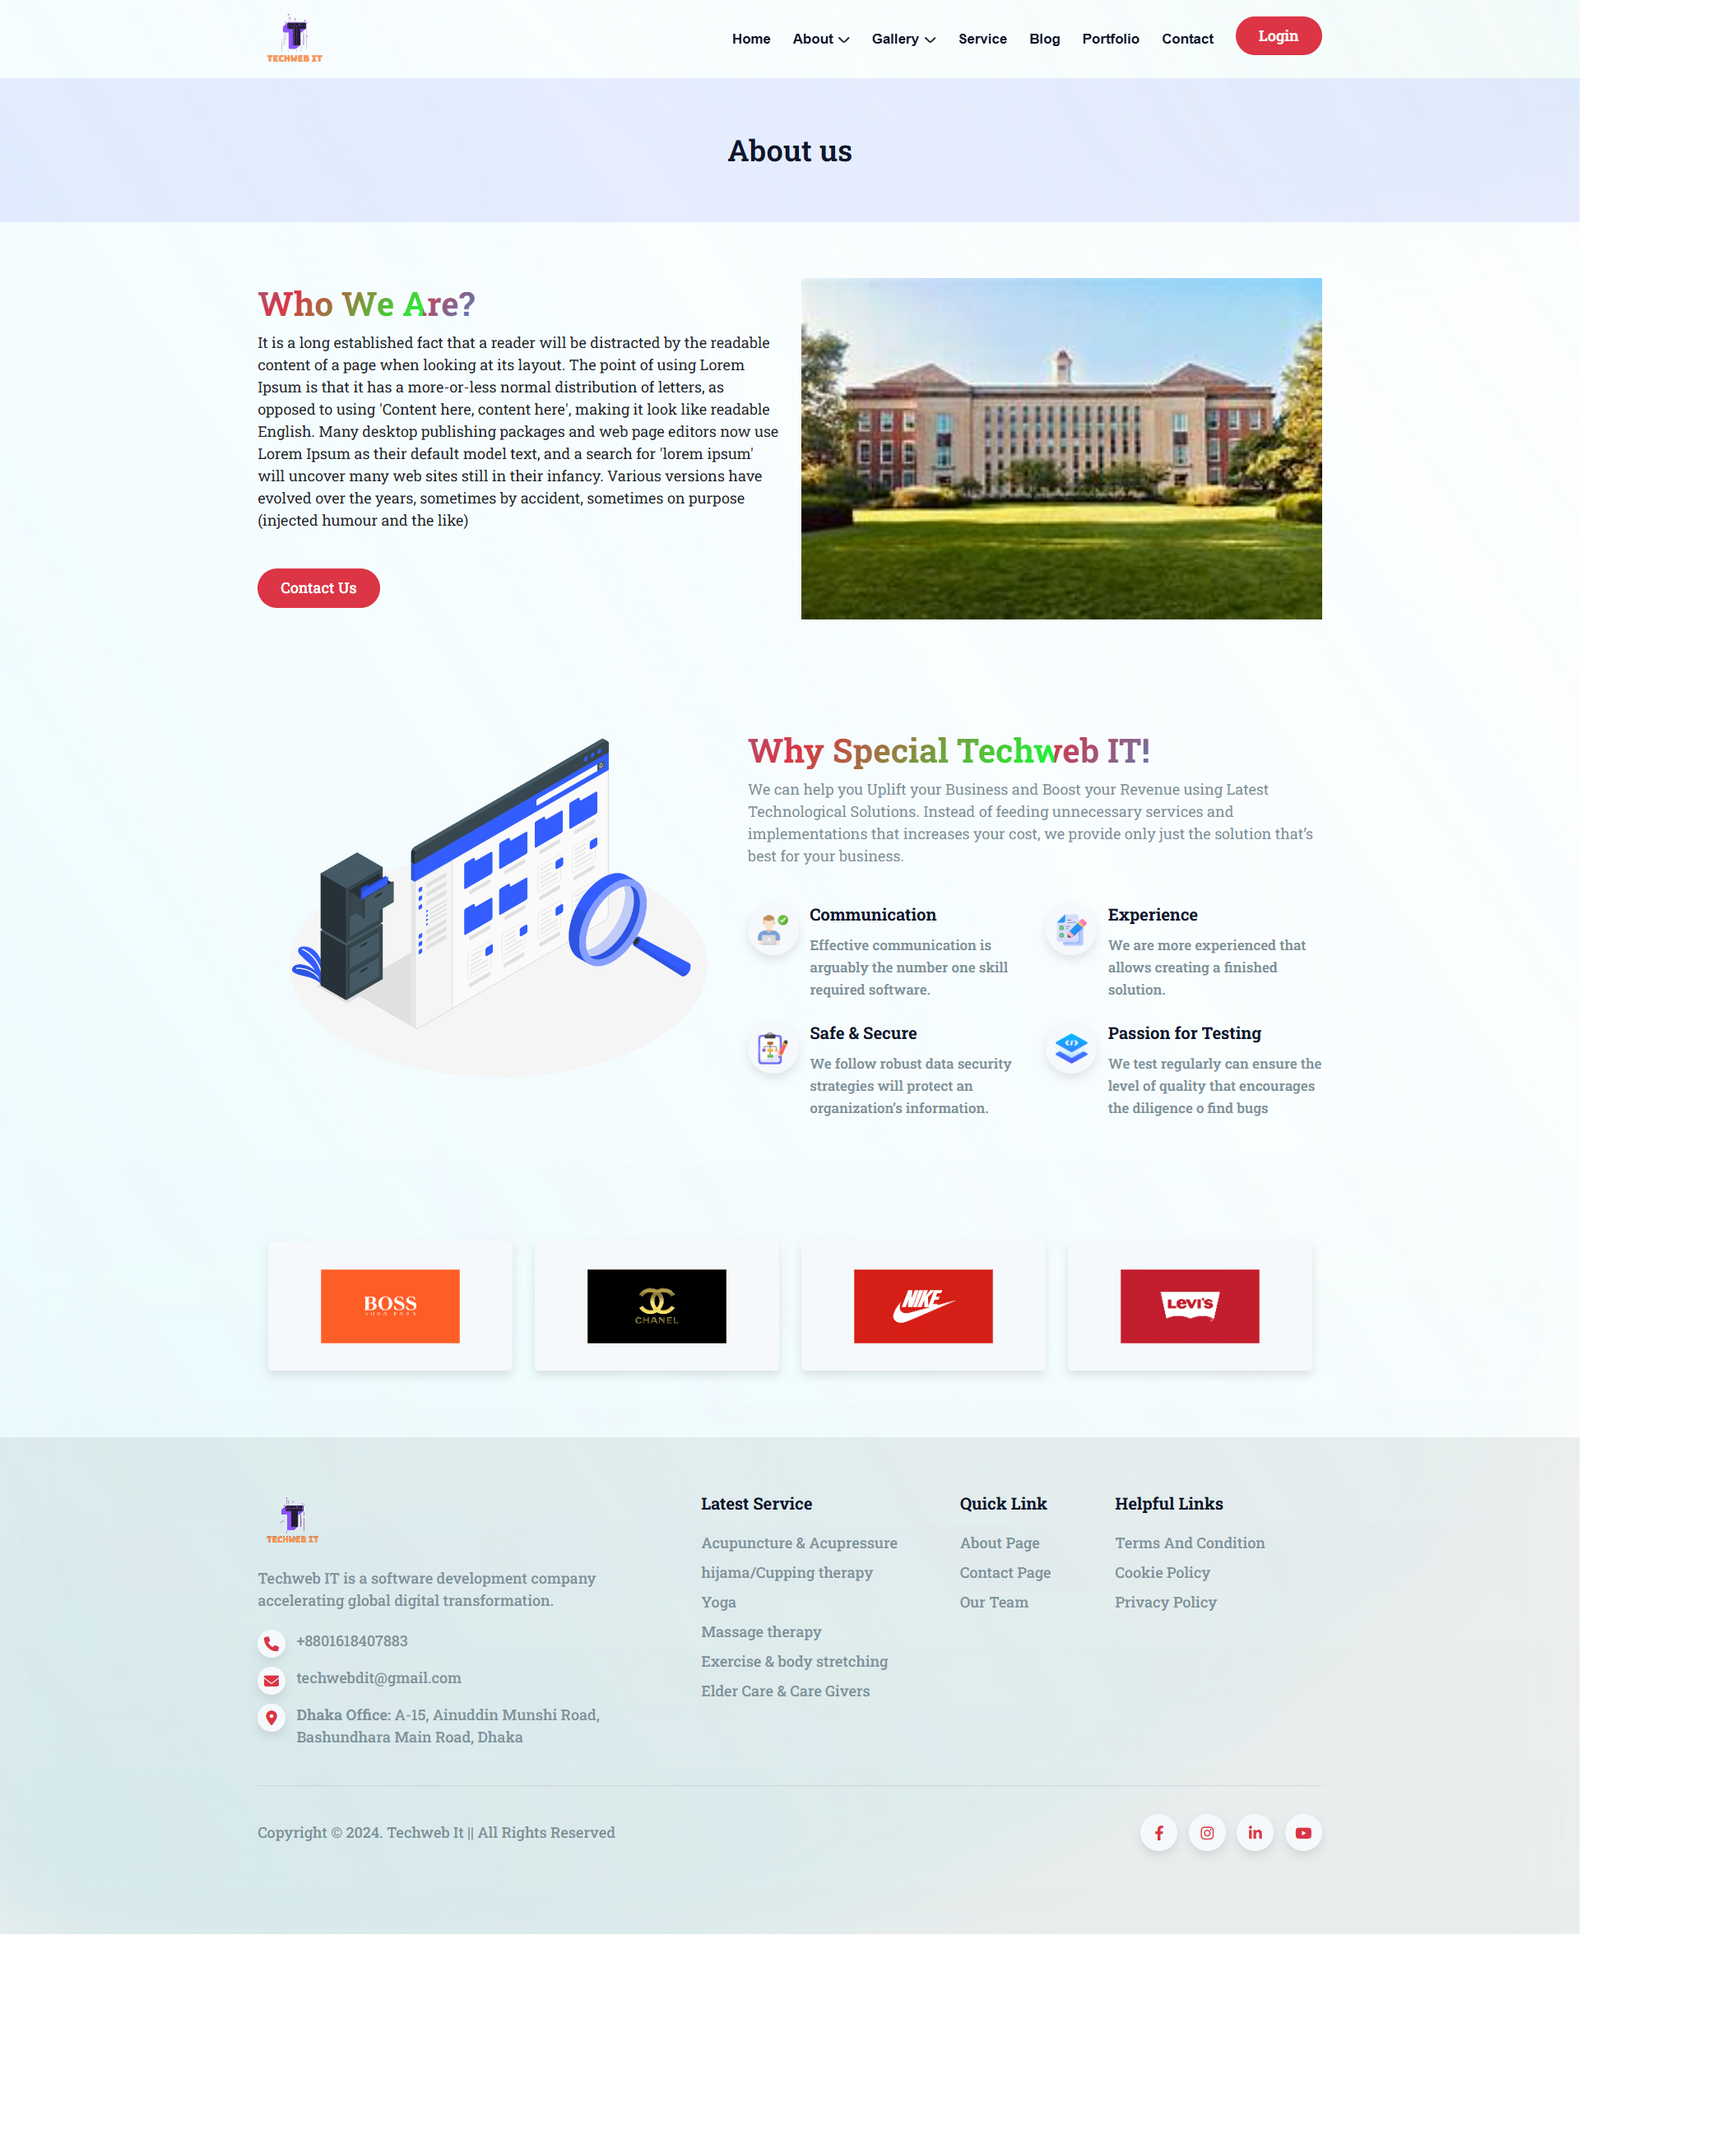 TECHWEB IT
Home About Gallery Service Blog Portfolio Contact Login
About us
Who We Are?
It is a long established fact that a reader will be distracted by the readable
content of a page when looking at its layout. The point of using Lorem
Ipsum is that it has a more-or-less normal distribution of letters, as
opposed to using 'Content here, content here', making it look like readable
English. Many desktop publishing packages and web page editors now use
Lorem Ipsum as their default model text, and a search for 'lorem ipsum'
will uncover many web sites still in their infancy. Various versions have
evolved over the years, sometimes by accident, sometimes on purpose
(injected humour and the like)
Contact Us
Why Special Techweb IT!
We can help you Uplift your Business and Boost your Revenue using Latest
Technological Solutions. Instead of feeding unnecessary services and
implementations that increases your cost, we provide only just the solution that’s
best for your business.
Communication
Effective communication is
arguably the number one skill
required software.
Experience
We are more experienced that
allows creating a finished
solution.
Safe & Secure
We follow robust data security
strategies will protect an
organization’s information.
Passion for Testing
We test regularly can ensure the
level of quality that encourages
the diligence o find bugs
BOSS
HUGO BOSS
CHANEL
NIKE
LEVI'S
TECHWEB IT
Techweb IT is a software development company
accelerating global digital transformation.
+8801618407883
techwebdit@gmail.com
Dhaka Office: A-15, Ainuddin Munshi Road,
Bashundhara Main Road, Dhaka
Latest Service
Acupuncture & Acupressure
hijama/Cupping therapy
Yoga
Massage therapy
Exercise & body stretching
Elder Care & Care Givers
Quick Link
About Page
Contact Page
Our Team
Helpful Links
Terms And Condition
Cookie Policy
Privacy Policy
Copyright © 2024. Techweb It || All Rights Reserved